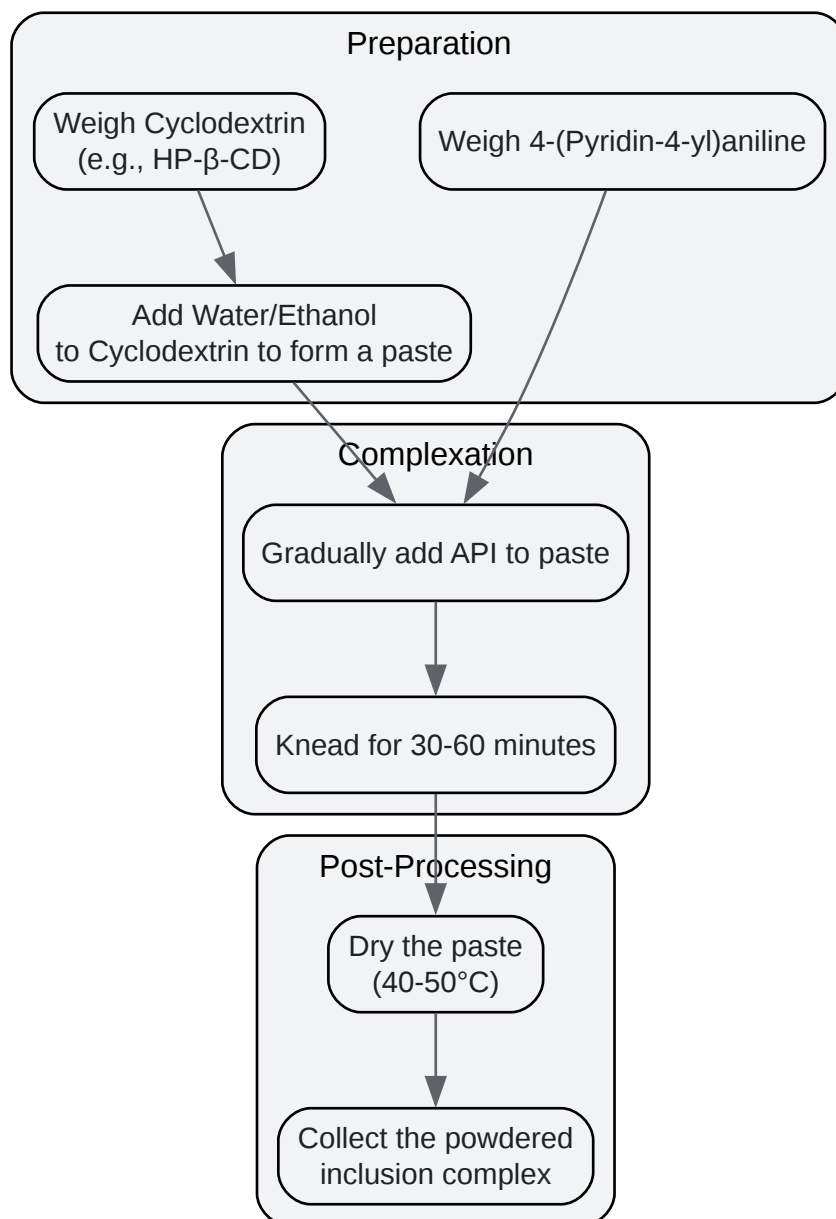 Preparation
Weigh Cyclodextrin
(e.g., HP-β-CD)
Weigh 4-(Pyridin-4-yl)aniline
Add Water/Ethanol
to Cyclodextrin to form a paste
Complexation
Gradually add API to paste
Knead for 30-60 minutes
Post-Processing
Dry the paste
(40-50°C)
Collect the powdered
inclusion complex